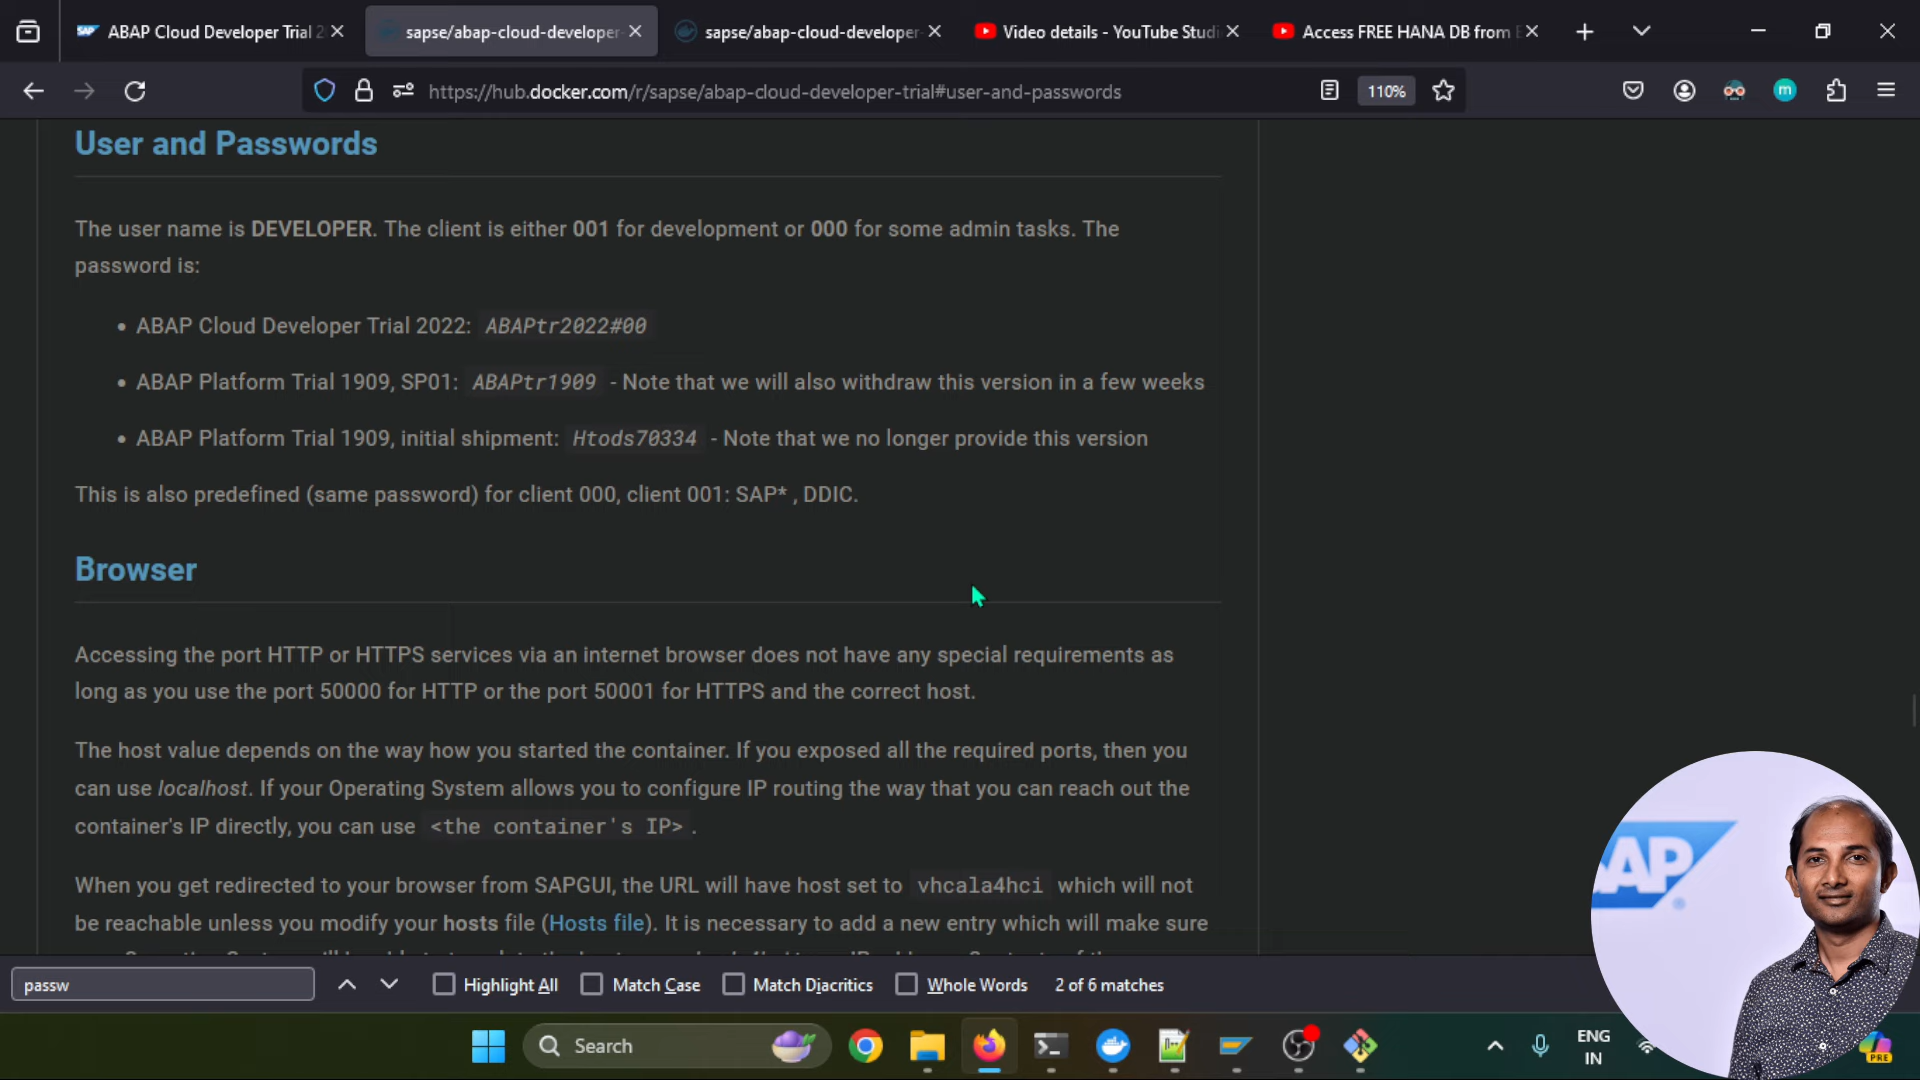 ABAP Cloud Developer Trial 2
sapse/abap-cloud-developer-
sapse/abap-cloud-developer-
Video details - YouTube Studi
Access FREE HANA DB from E
https://hub.docker.com/r/sapse/abap-cloud-developer-trial#user-and-passwords
110%
m
User and Passwords
The user name is DEVELOPER. The client is either 001 for development or 000 for some admin tasks. The
password is:
• ABAP Cloud Developer Trial 2022: ABAPtr2022#00
• ABAP Platform Trial 1909, SP01: ABAPtr1909 - Note that we will also withdraw this version in a few weeks
• ABAP Platform Trial 1909, initial shipment: Htods70334 - Note that we no longer provide this version
This is also predefined (same password) for client 000, client 001: SAP* , DDIC.
Browser
Accessing the port HTTP or HTTPS services via an internet browser does not have any special requirements as
long as you use the port 50000 for HTTP or the port 50001 for HTTPS and the correct host.
The host value depends on the way how you started the container. If you exposed all the required ports, then you
can use localhost. If your Operating System allows you to configure IP routing the way that you can reach out the
container's IP directly, you can use <the container's IP> .
When you get redirected to your browser from SAPGUI, the URL will have host set to vhcala4hci which will not
be reachable unless you modify your hosts file (Hosts file). It is necessary to add a new entry which will make sure
AP
passw
Highlight All
Match Case
Match Diacritics
Whole Words
2 of 6 matches
Search
ENG
IN
PRE